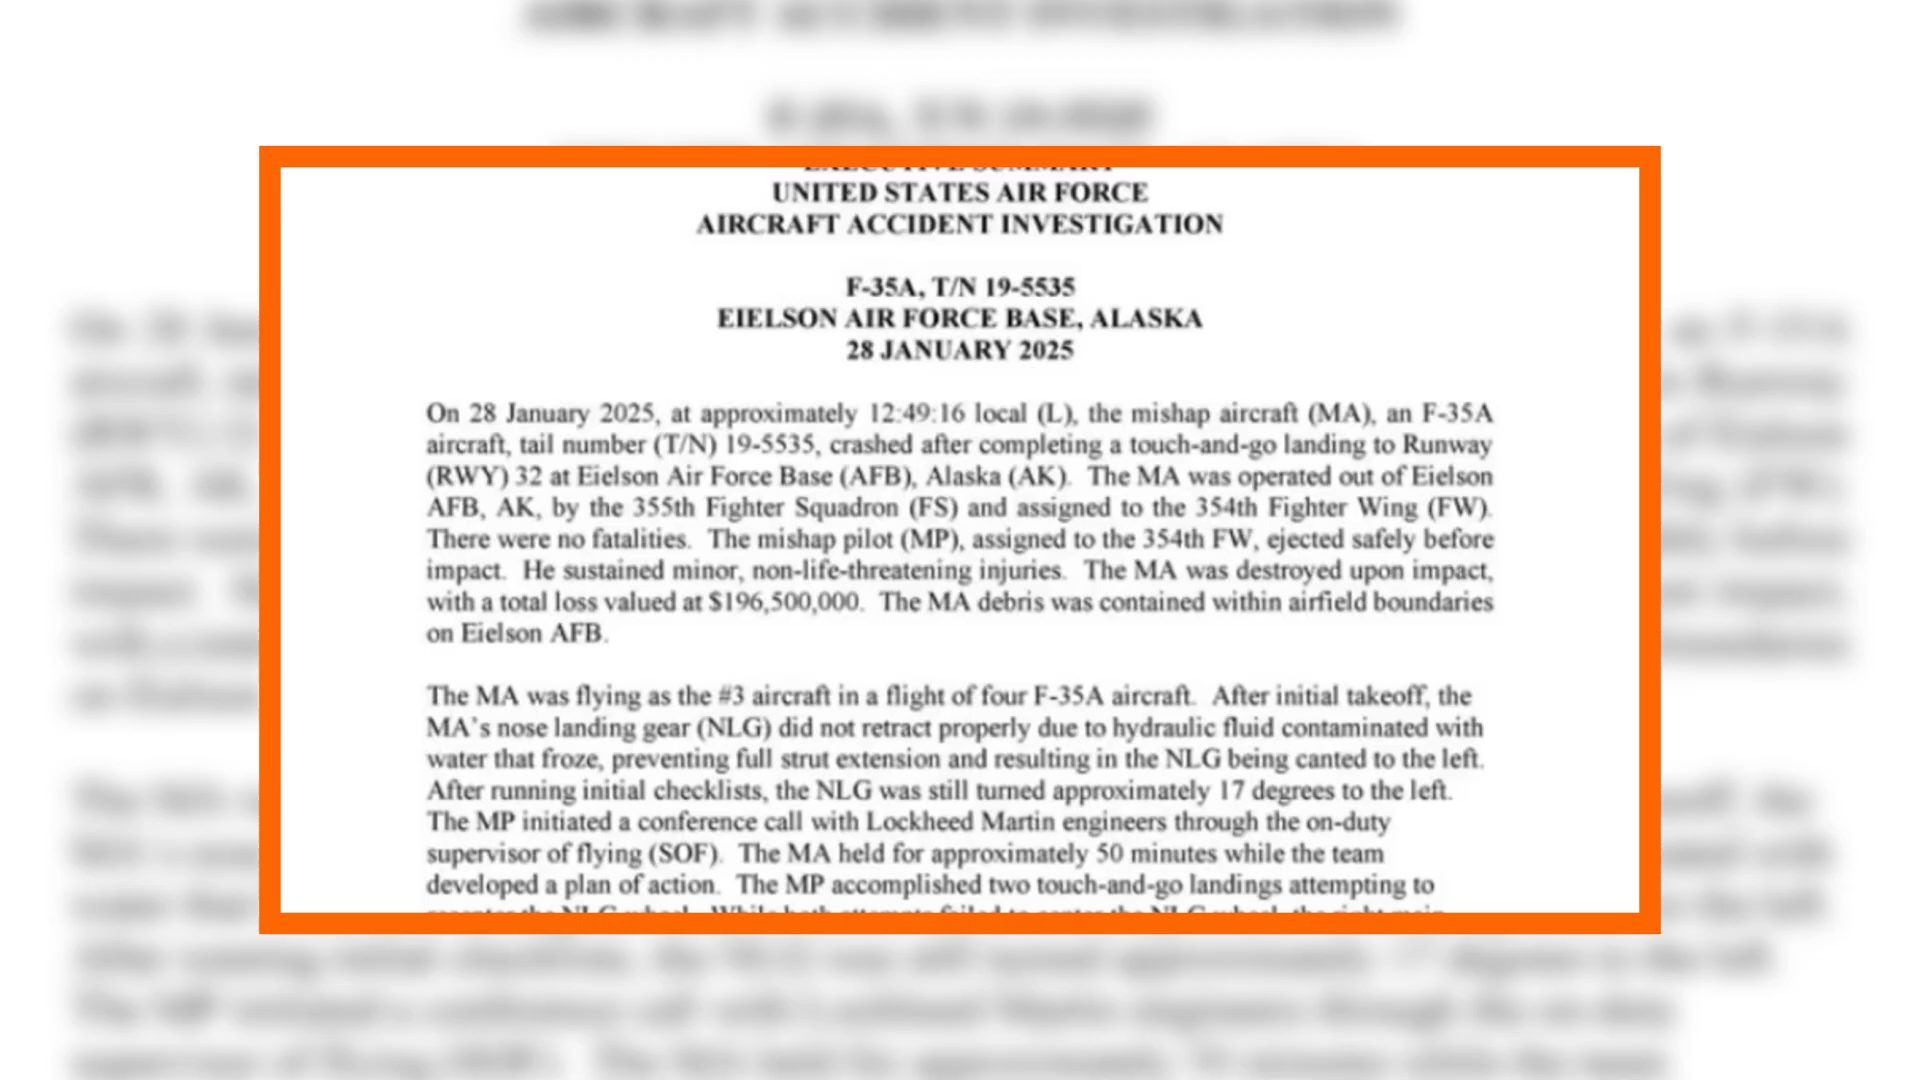 EXECUTIVE SUMMARY
UNITED STATES AIR FORCE
AIRCRAFT ACCIDENT INVESTIGATION
F-35A, T/N 19-5535
EIELSON AIR FORCE BASE, ALASKA
28 JANUARY 2025
On 28 January 2025, at approximately 12:49:16 local (L), the mishap aircraft (MA), an F-35A
aircraft, tail number (T/N) 19-5535, crashed after completing a touch-and-go landing to Runway
(RWY) 32 at Eielson Air Force Base (AFB), Alaska (AK). The MA was operated out of Eielson
AFB, AK, by the 355th Fighter Squadron (FS) and assigned to the 354th Fighter Wing (FW).
There were no fatalities. The mishap pilot (MP), assigned to the 354th FW, ejected safely before
impact. He sustained minor, non-life-threatening injuries. The MA was destroyed upon impact,
with a total loss valued at $196,500,000. The MA debris was contained within airfield boundaries
on Eielson AFB.
The MA was flying as the #3 aircraft in a flight of four F-35A aircraft. After initial takeoff, the
MA's nose landing gear (NLG) did not retract properly due to hydraulic fluid contaminated with
water that froze, preventing full strut extension and resulting in the NLG being canted to the left.
After running initial checklists, the NLG was still turned approximately 17 degrees to the left.
The MP initiated a conference call with Lockheed Martin engineers through the on-duty
supervisor of flying (SOF). The MA held for approximately 50 minutes while the team
developed a plan of action. The MP accomplished two touch-and-go landings attempting to